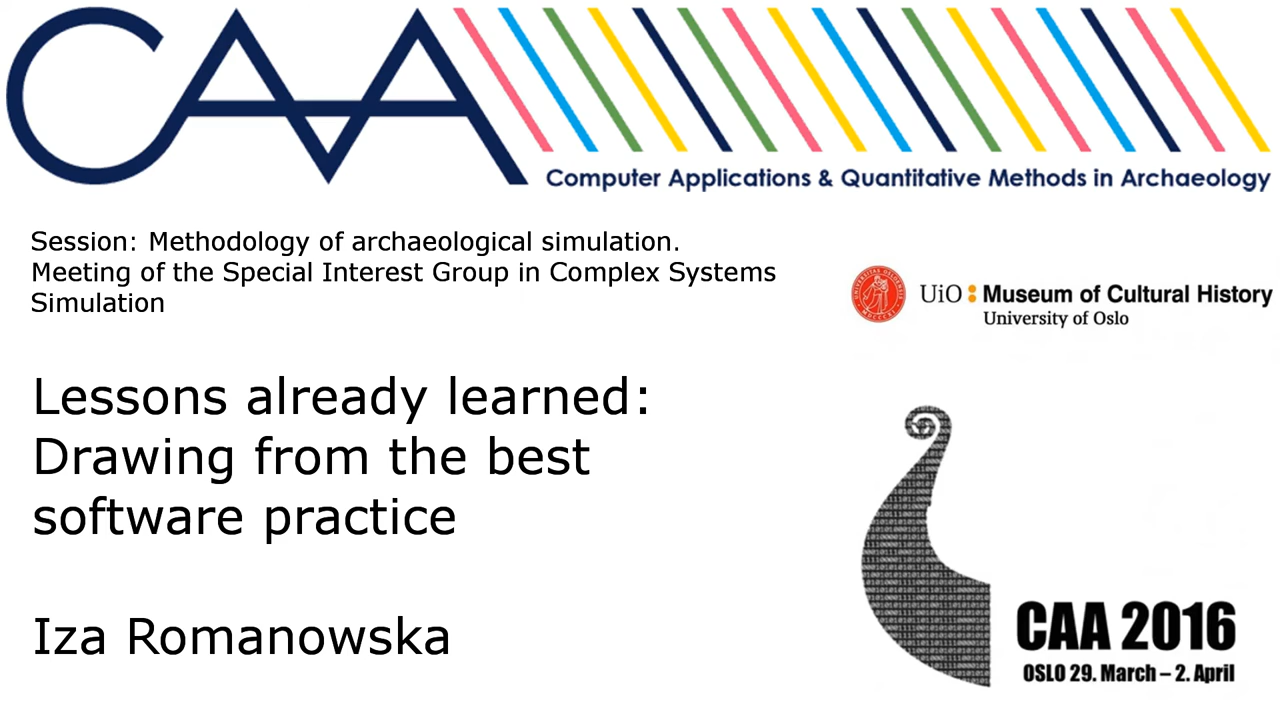 CAA
Computer Applications & Quantitative Methods in Archaeology
Session: Methodology of archaeological simulation.
Meeting of the Special Interest Group in Complex Systems
Simulation
UiO : Museum of Cultural History
University of Oslo
Lessons already learned:
Drawing from the best
software practice
Iza Romanowska
CAA 2016
OSLO 29. March – 2. April